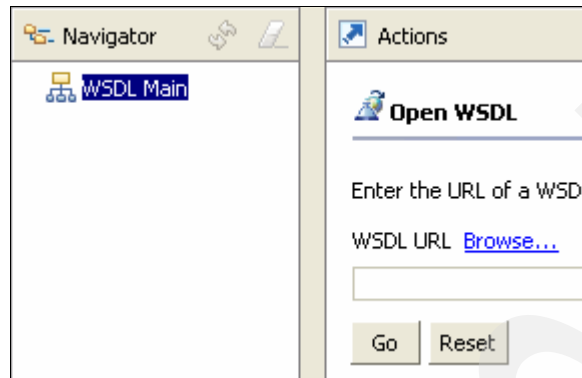 Navigator
WSDL Main
Actions
Open WSDL
Enter the URL of a WSD
WSDL URL Browse...
Go Reset